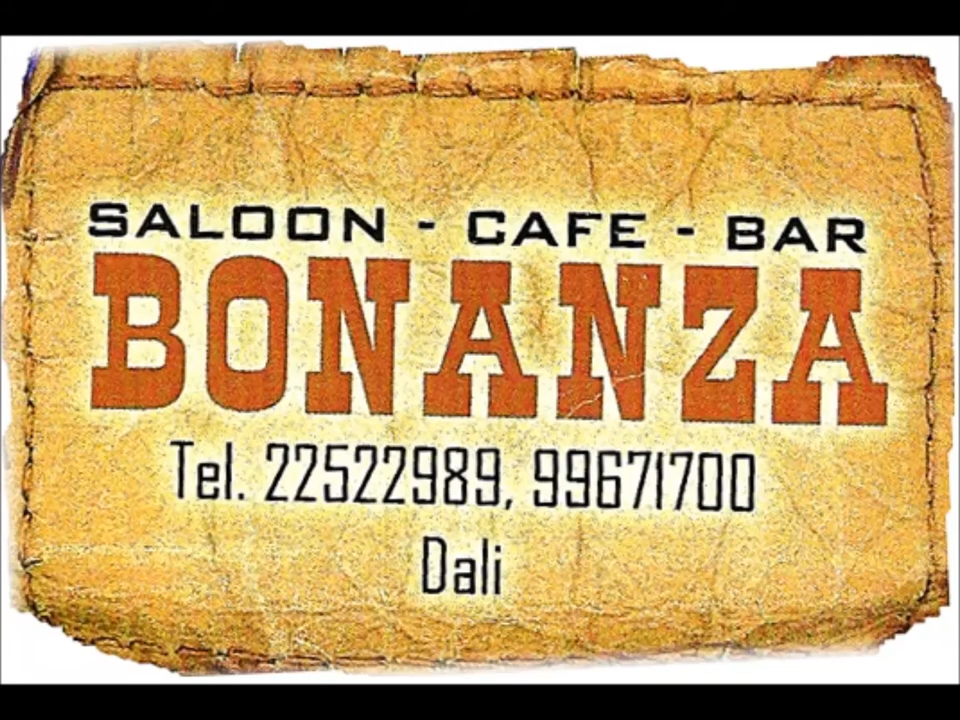 SALOON - CAFE - BAR
BONANZA
Tel. 22522989, 99671700
Dali